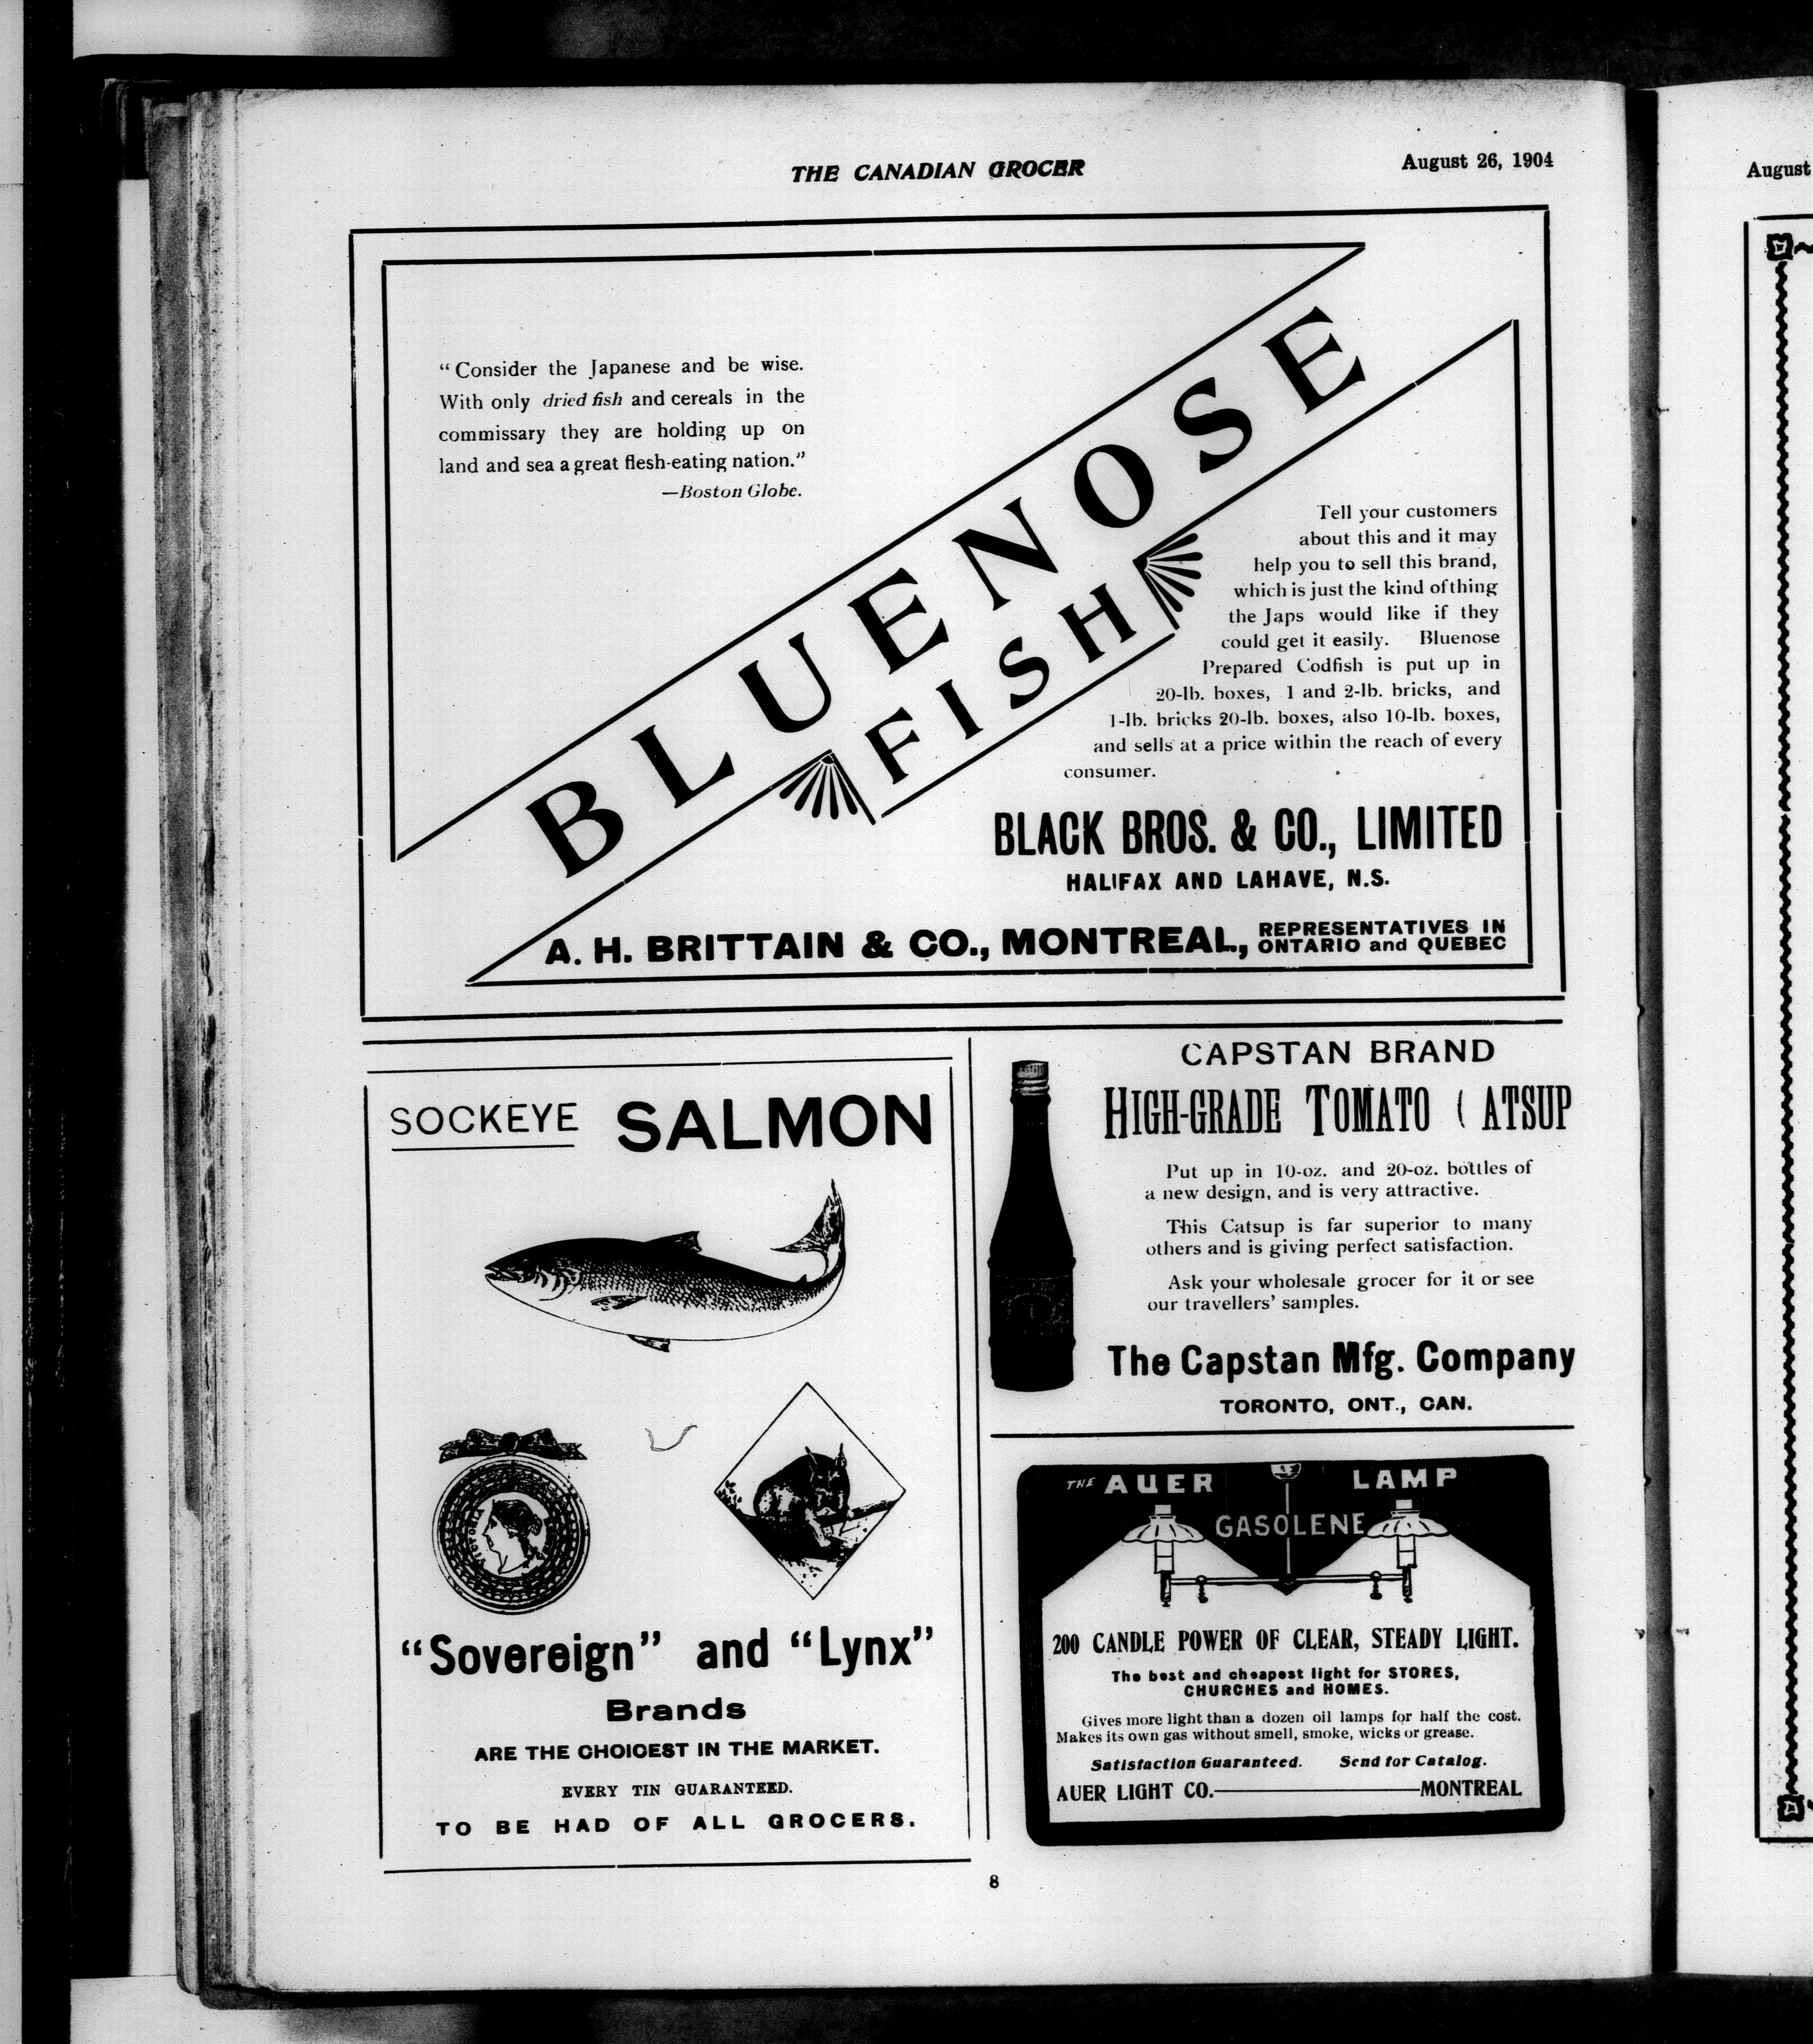 THE CANADIAN GROCER
August 26, 1904
August
"Consider the Japanese and be wise.
With only dried fish and cereals in the
commissary they are holding up on
land and sea a great flesh-eating nation."
—Boston Globe.
BLUENOSE
FISH
Tell your customers
about this and it may
help you to sell this brand,
which is just the kind of thing
the Japs would like if they
could get it easily. Bluenose
Prepared Codfish is put up in
20-lb. boxes, 1 and 2-lb. bricks, and
1-lb. bricks 20-lb. boxes, also 10-lb. boxes,
and sells at a price within the reach of every
consumer.
BLACK BROS. & CO., LIMITED
HALIFAX AND LAHAVE, N.S.
A. H. BRITTAIN & CO., MONTREAL, REPRESENTATIVES IN
ONTARIO and QUEBEC
SOCKEYE SALMON
VICTORIA
"Sovereign" and "Lynx"
Brands
ARE THE CHOICEST IN THE MARKET.
EVERY TIN GUARANTEED.
TO BE HAD OF ALL GROCERS.
CAPSTAN BRAND
HIGH-GRADE TOMATO CATSUP
Put up in 10-oz. and 20-oz. bottles of
a new design, and is very attractive.
This Catsup is far superior to many
others and is giving perfect satisfaction.
Ask your wholesale grocer for it or see
our travellers' samples.
The Capstan Mfg. Company
TORONTO, ONT., CAN.
THE AUER LAMP
GASOLENE
200 CANDLE POWER OF CLEAR, STEADY LIGHT.
The best and cheapest light for STORES,
CHURCHES and HOMES.
Gives more light than a dozen oil lamps for half the cost.
Makes its own gas without smell, smoke, wicks or grease.
Satisfaction Guaranteed. Send for Catalog.
AUER LIGHT CO.—MONTREAL
8